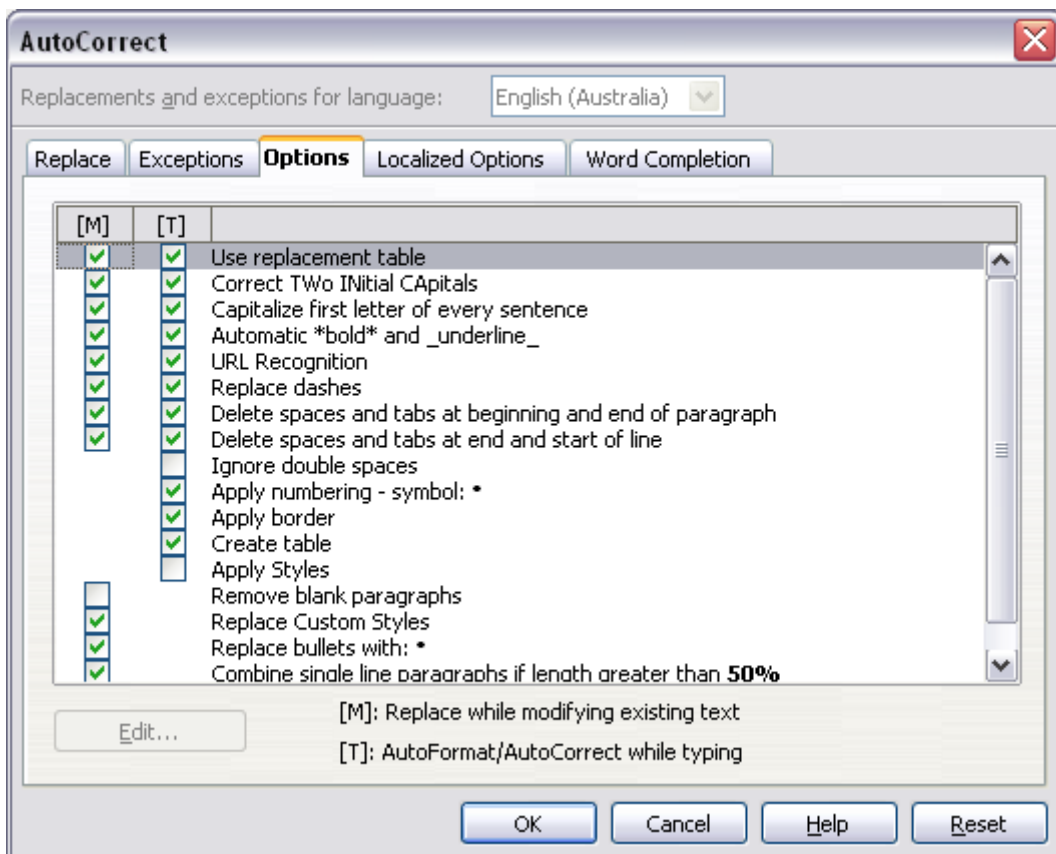 AutoCorrect
Replacements and exceptions for language: English (Australia)
Replace Exceptions Options Localized Options Word Completion
[M] [T]
Use replacement table
Correct TWo INitial CApitals
Capitalize first letter of every sentence
Automatic *bold* and _underline_
URL Recognition
Replace dashes
Delete spaces and tabs at beginning and end of paragraph
Delete spaces and tabs at end and start of line
Ignore double spaces
Apply numbering - symbol: •
Apply border
Create table
Apply Styles
Remove blank paragraphs
Replace Custom Styles
Replace bullets with: •
Combine single line paragraphs if length greater than 50%
[M]: Replace while modifying existing text
Edit...
[T]: AutoFormat/AutoCorrect while typing
OK Cancel Help Reset